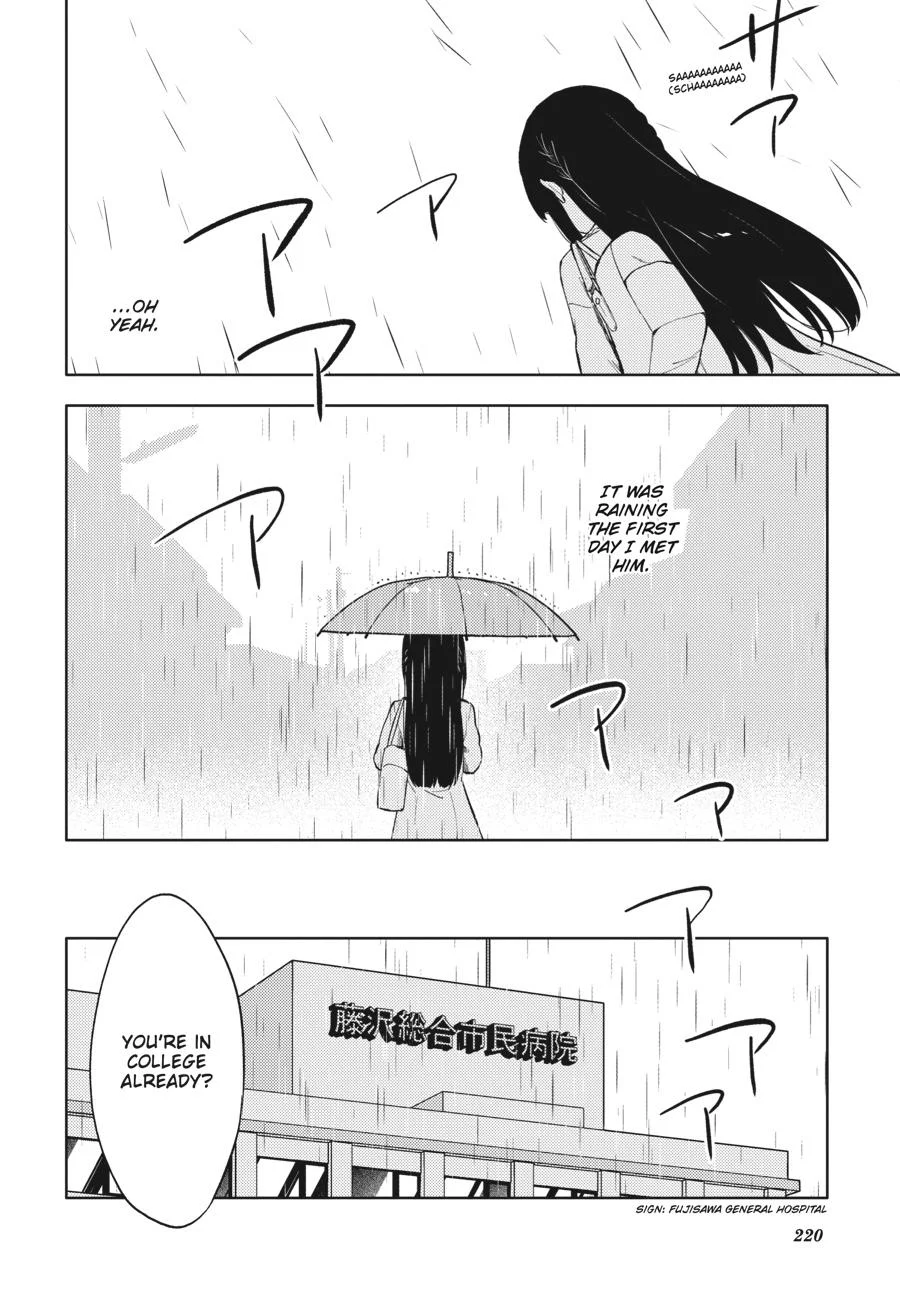 サ
アアアア
SAAAAAAAAAAA
(SCHAAAAAAAA)
...OH
YEAH.
IT WAS
RAINING
THE FIRST
DAY I MET
HIM.
ア
ア
ア
ア
ア
ア
YOU'RE IN
COLLEGE
ALREADY?
藤沢総合市民病院
SIGN: FUJISAWA GENERAL HOSPITAL
220